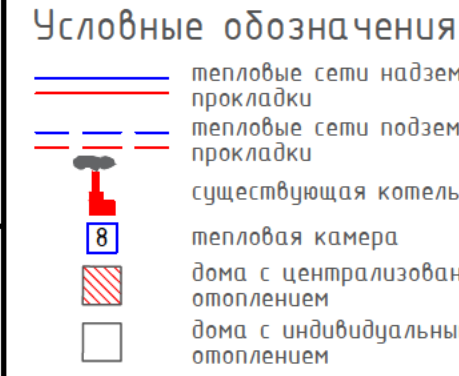 Условные обозначения
тепловые сети надзем
прокладки
тепловые сети подзем
прокладки
существующая котель
8 тепловая камера
дома с централизован
отоплением
дома с индивидуальны
отоплением